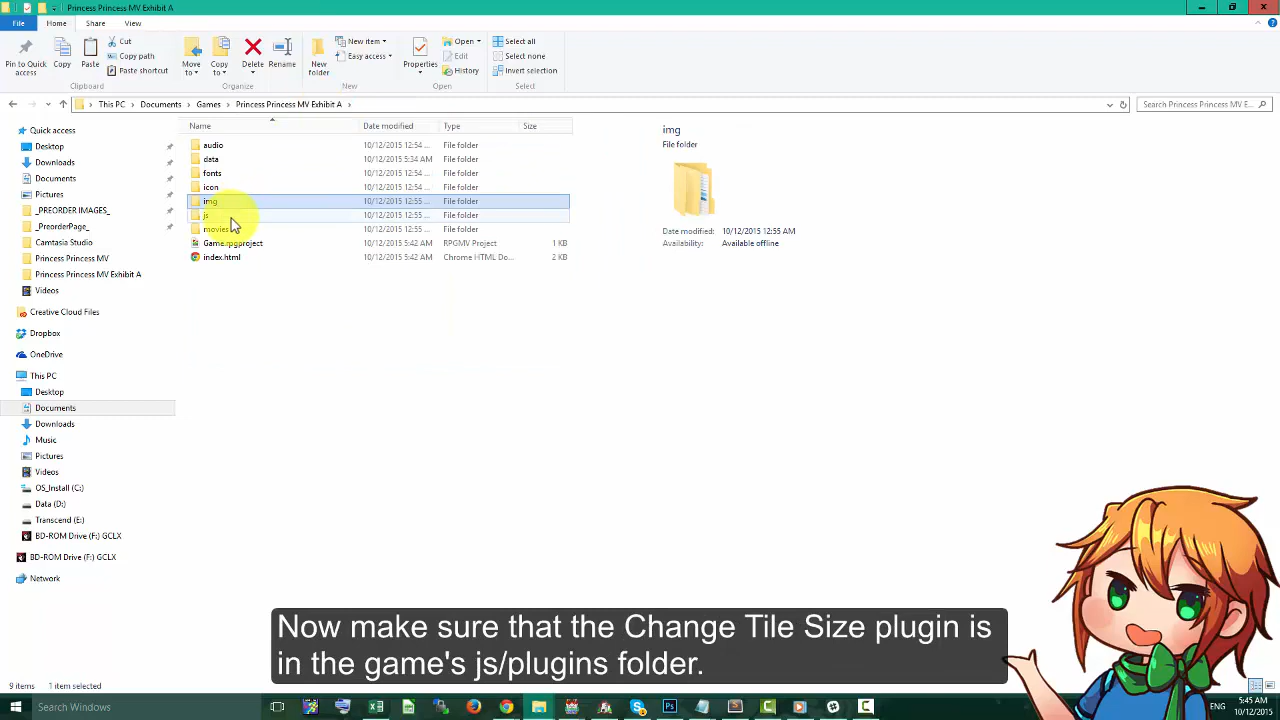 Princess Princess MV Exhibit A
File Home Share View
Pin to Quick access
Copy
Paste
Cut
Copy path
Paste shortcut
Clipboard
Move to
Copy to
Delete
Rename
Organize
New folder
New item
Easy access
New
Properties
Open
Edit
History
Open
Select all
Select none
Invert selection
Select
This PC Documents Games Princess Princess MV Exhibit A
Search Princess Princess MV E...
Quick access
Desktop
Downloads
Documents
Pictures
_PREORDER IMAGES_
_PreorderPage_
Camtasia Studio
Princess Princess MV
Princess Princess MV Exhibit A
Videos
Creative Cloud Files
Dropbox
OneDrive
This PC
Desktop
Documents
Downloads
Music
Pictures
Videos
OS_Install (C:)
Data (D:)
Transcend (E:)
BD-ROM Drive (F:) GCLX
BD-ROM Drive (F:) GCLX
Network
Name Date modified Type Size
audio 10/12/2015 12:54 ... File folder
data 10/12/2015 5:34 AM File folder
fonts 10/12/2015 12:54 ... File folder
icon 10/12/2015 12:54 ... File folder
img 10/12/2015 12:55 ... File folder
js 10/12/2015 12:55 ... File folder
movies 10/12/2015 12:55 ... File folder
Game.rpgproject 10/12/2015 5:42 AM RPGMV Project 1 KB
index.html 10/12/2015 5:42 AM Chrome HTML Do... 2 KB
img
File folder
Date modified: 10/12/2015 12:55 AM
Availability: Available offline
Now make sure that the Change Tile Size plugin is
in the game's js/plugins folder.
9 items 1 item selected
Search Windows
ENG
5:45 AM
10/12/2015